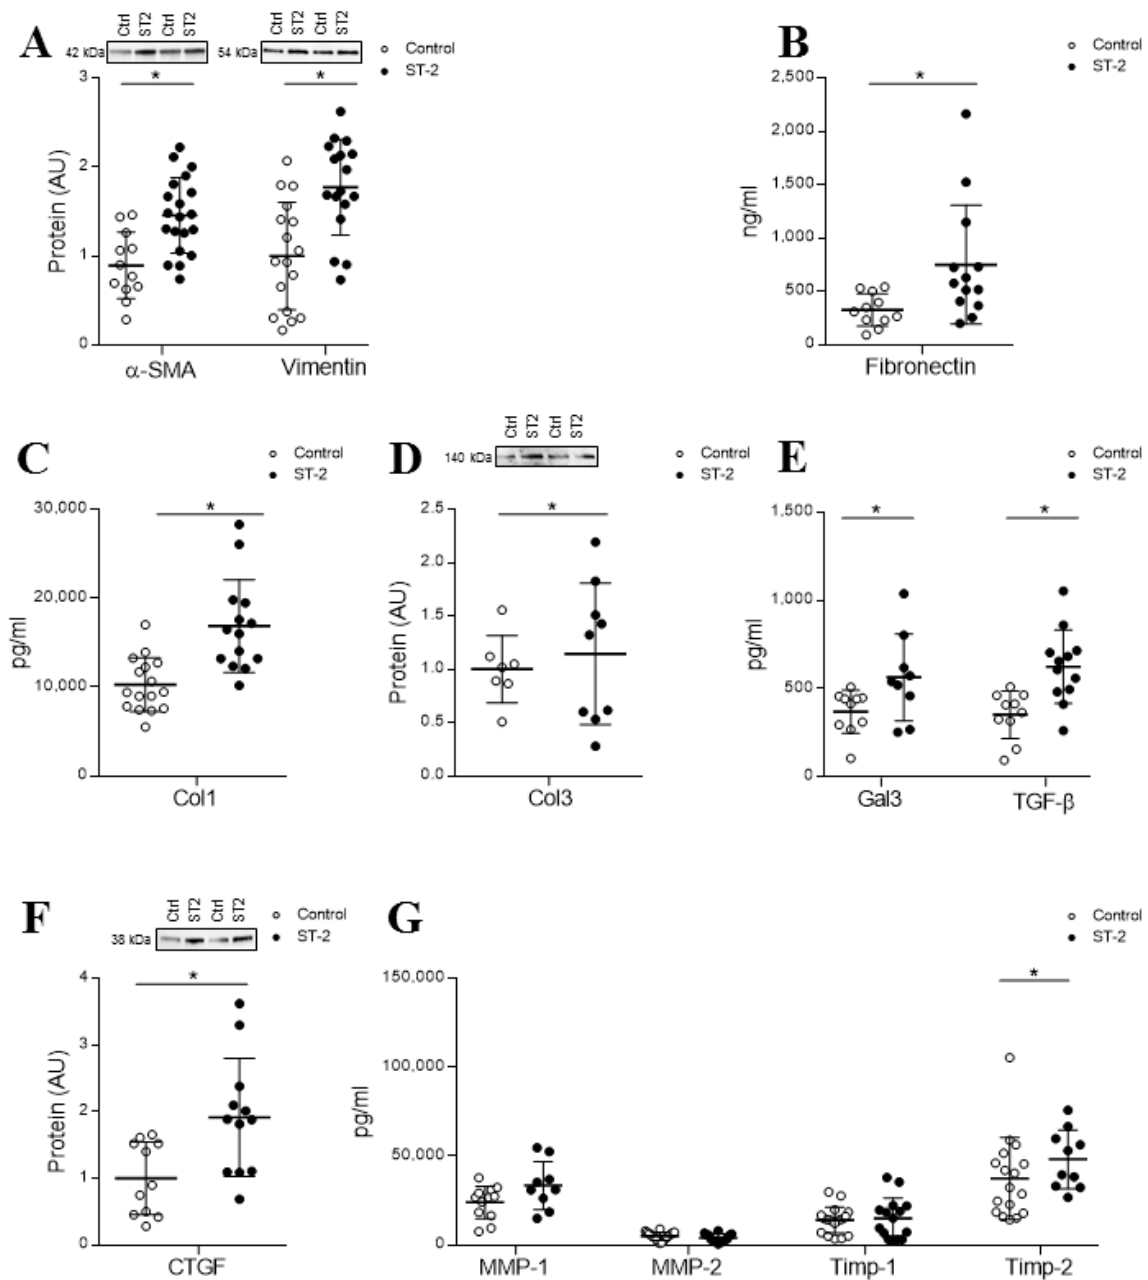 A
Ctrl ST2 Ctrl ST2
42 kDa
Ctrl ST2 Ctrl ST2
54 kDa
Control
ST-2
3
2
1
0
Protein (AU)
*
*
α-SMA
Vimentin
B
Control
ST-2
2,500
2,000
1,500
1,000
500
0
ng/ml
*
Fibronectin
C
Control
ST-2
30,000
20,000
10,000
0
pg/ml
*
Col1
D
Ctrl ST2 Ctrl ST2
140 kDa
Control
ST-2
2.5
2.0
1.5
1.0
0.5
0.0
Protein (AU)
*
Col3
E
Control
ST-2
1,500
1,000
500
0
pg/ml
*
*
Gal3
TGF-β
F
Ctrl ST2 Ctrl ST2
38 kDa
Control
ST-2
4
3
2
1
0
Protein (AU)
*
CTGF
G
Control
ST-2
150,000
100,000
50,000
0
pg/ml
*
MMP-1
MMP-2
Timp-1
Timp-2